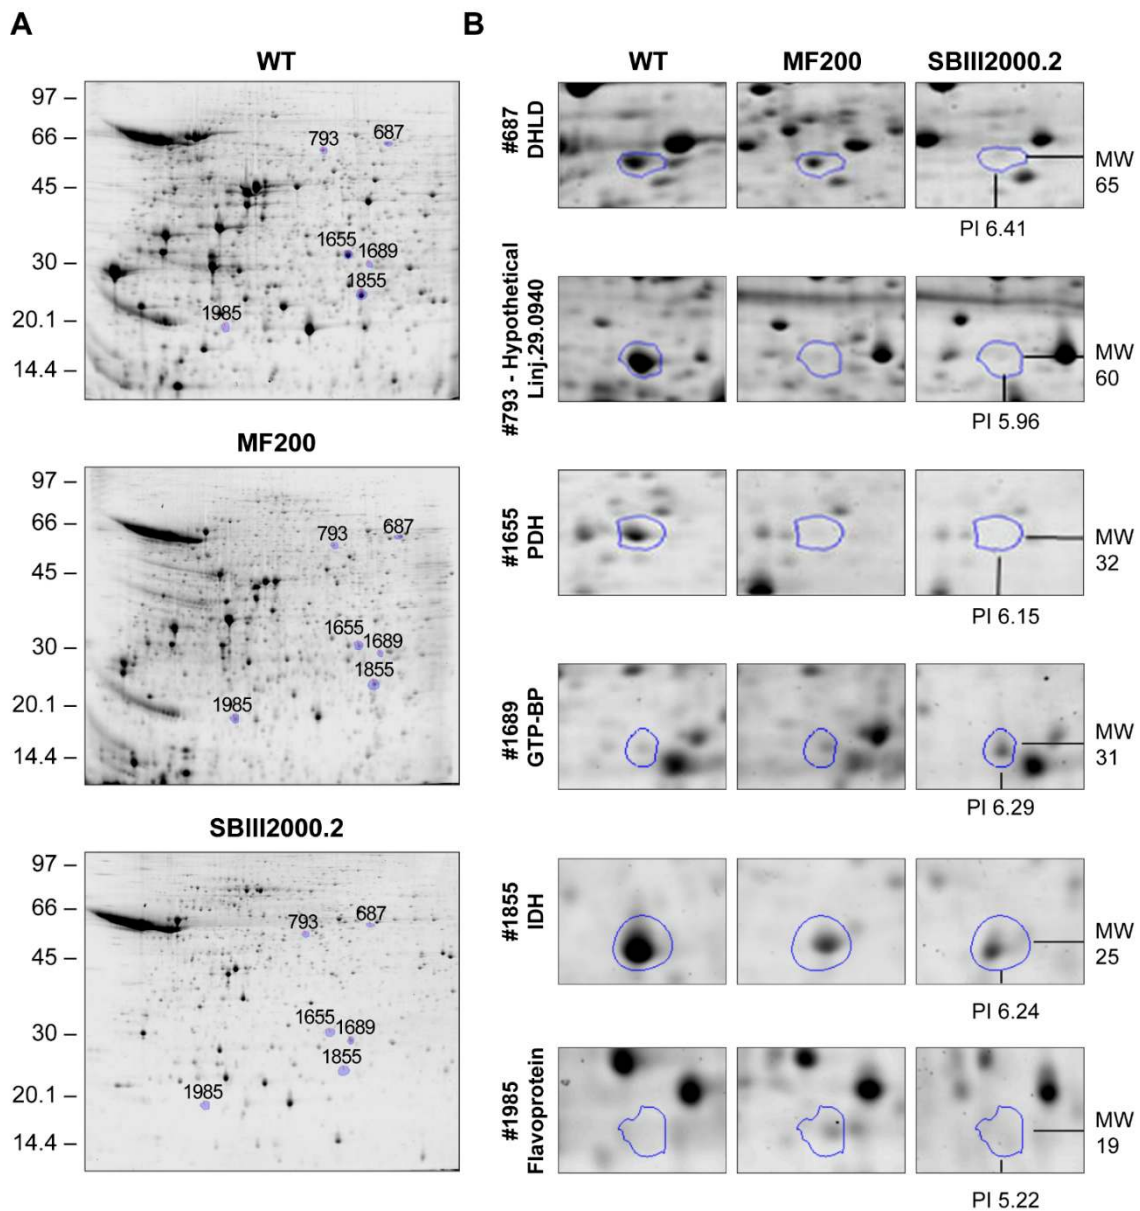 A
WT
97
66
45
30
20.1
14.4
793
687
1655
1689
1855
1985
MF200
97
66
45
30
20.1
14.4
793
687
1655
1689
1855
1985
SBIII2000.2
97
66
45
30
20.1
14.4
793
687
1655
1689
1855
1985
B
WT MF200 SBIII2000.2
#687
DHLD
MW
65
PI 6.41
#793 - Hypothetical
Linj.29.0940
MW
60
PI 5.96
#1655
PDH
MW
32
PI 6.15
#1689
GTP-BP
MW
31
PI 6.29
#1855
IDH
MW
25
PI 6.24
#1985
Flavoprotein
MW
19
PI 5.22